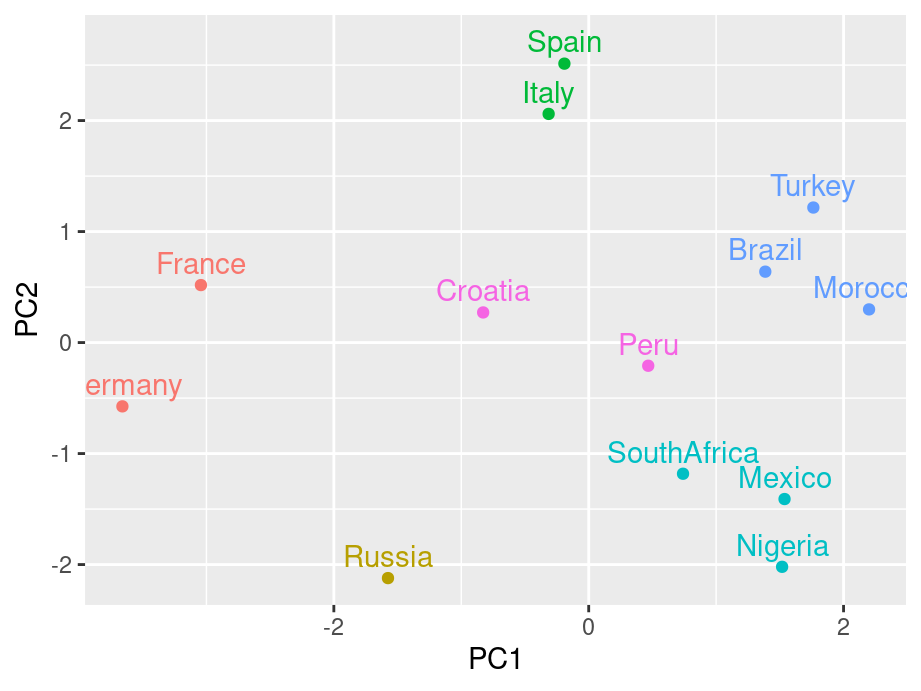 Spain
Italy
2
Turkey
1
Brazil
France
Morocc
Croatia
PC2
0
Peru
ermany
-1
SouthAfrica
Mexico
Nigeria
Russia
-2
-2 0 2
PC1